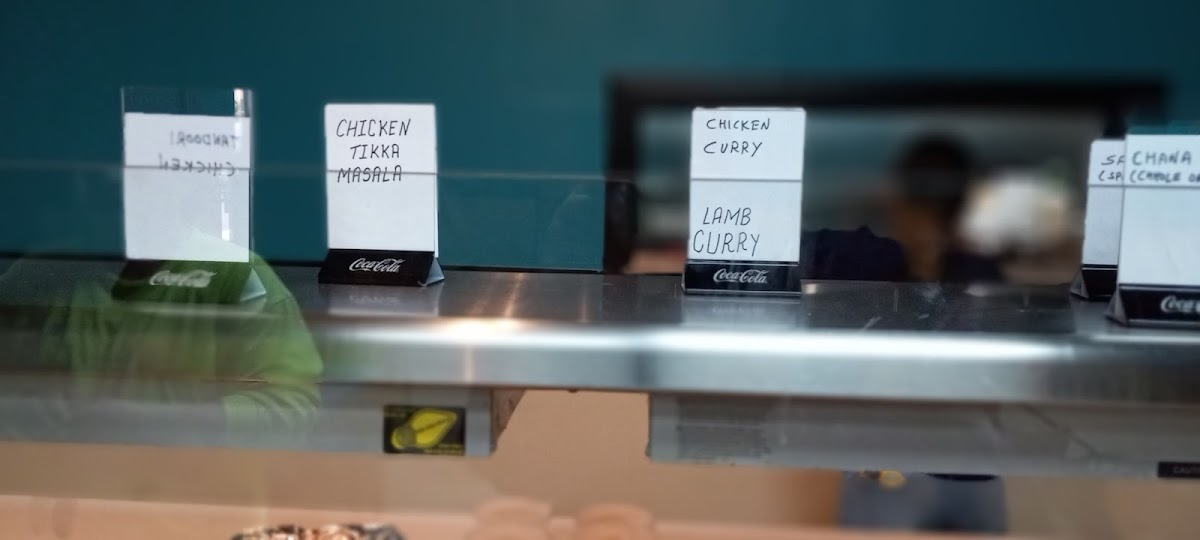 TANDOORI
CHICKEN
Coca-Cola
CHICKEN
TIKKA
MASALA
Coca-Cola
CHICKEN
CURRY
LAMB
CURRY
Coca-Cola
CHANA